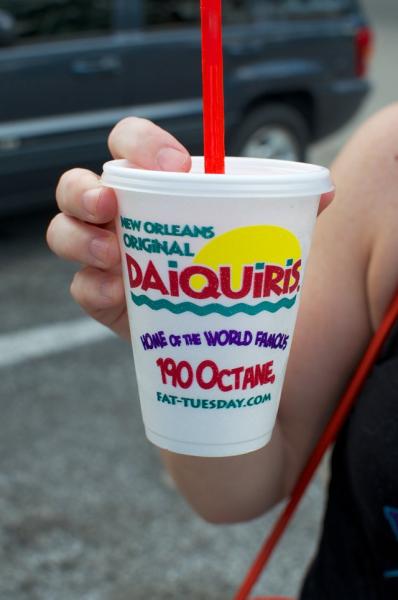 NEW ORLEANS
ORIGINAL
DAIQUIRIS
HOME OF THE WORLD FAMOUS
190 OCTANE
FAT-TUESDAY.COM